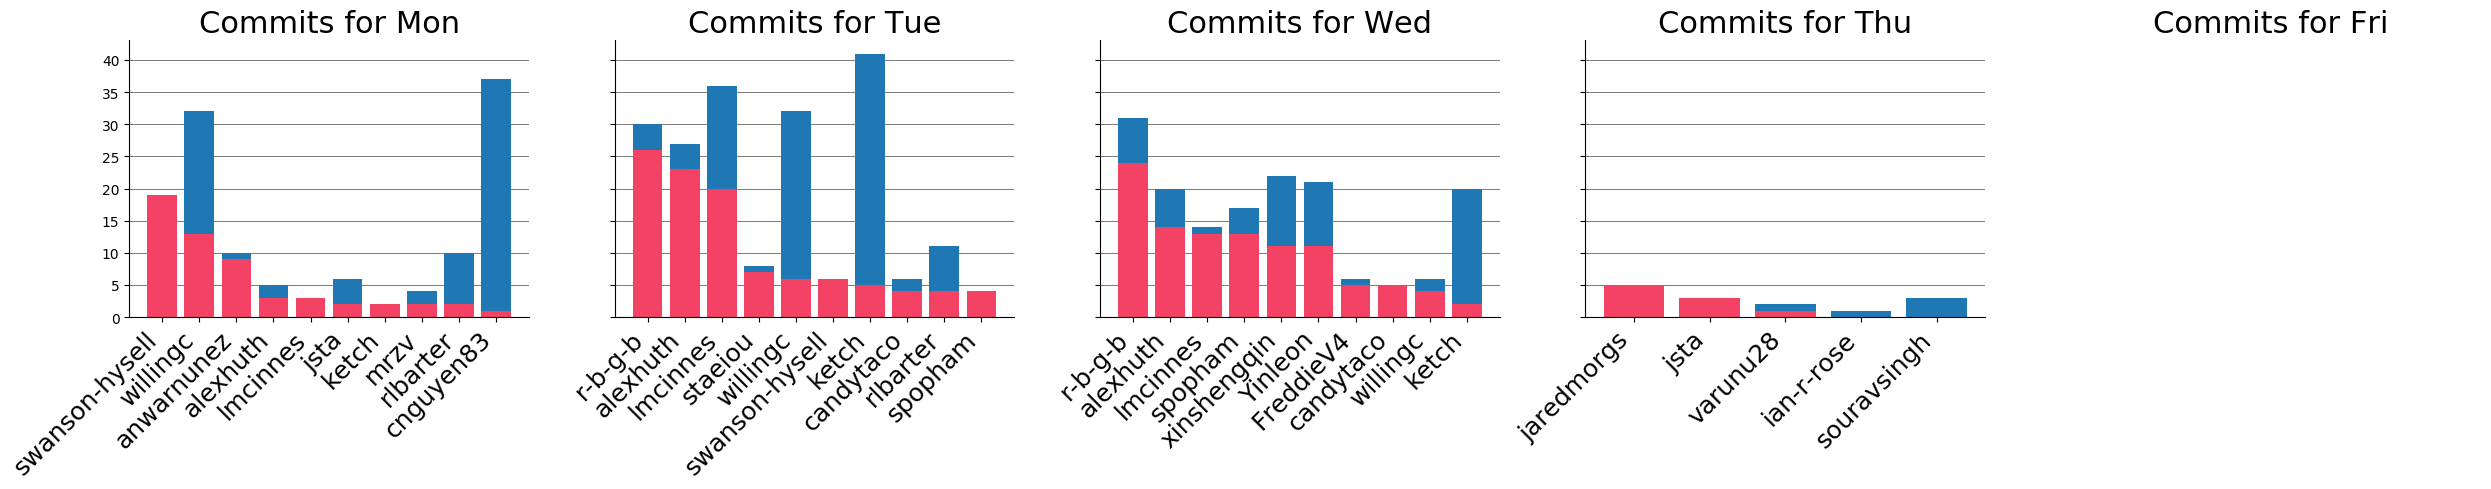 Commits for Mon
Commits for Tue
Commits for Wed
Commits for Thu
Commits for Fri
40
35
30
25
20
15
10
5
0
swanson-hysell
willingc
anwarnunez
alexhuth
lmcinnes
jsta
ketch
mrzv
rlbarter
cnguyen83
r-b-g-b
alexhuth
lmcinnes
staeiou
willingc
swanson-hysell
ketch
candytaco
rlbarter
spopham
r-b-g-b
alexhuth
lmcinnes
spopham
xinshengqin
Yinleon
FreddieV4
candytaco
willingc
ketch
jaredmorgs
jsta
varunu28
ian-r-rose
souravsingh